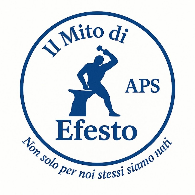 Il Mito di
APS
Efesto
Non solo per noi stessi siamo nati